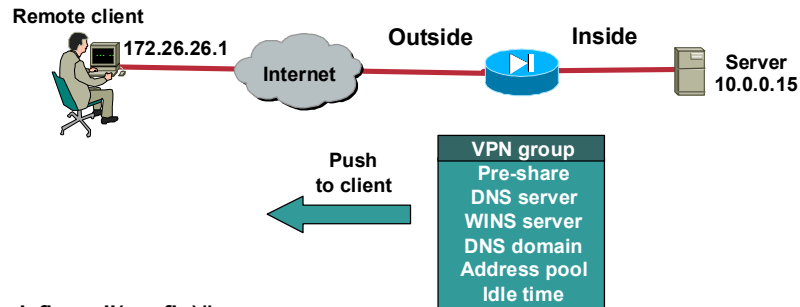 Remote client
172.26.26.1
Internet
Outside
Inside
Server
10.0.0.15
Push
to client
VPN group
Pre-share
DNS server
WINS server
DNS domain
Address pool
Idle time